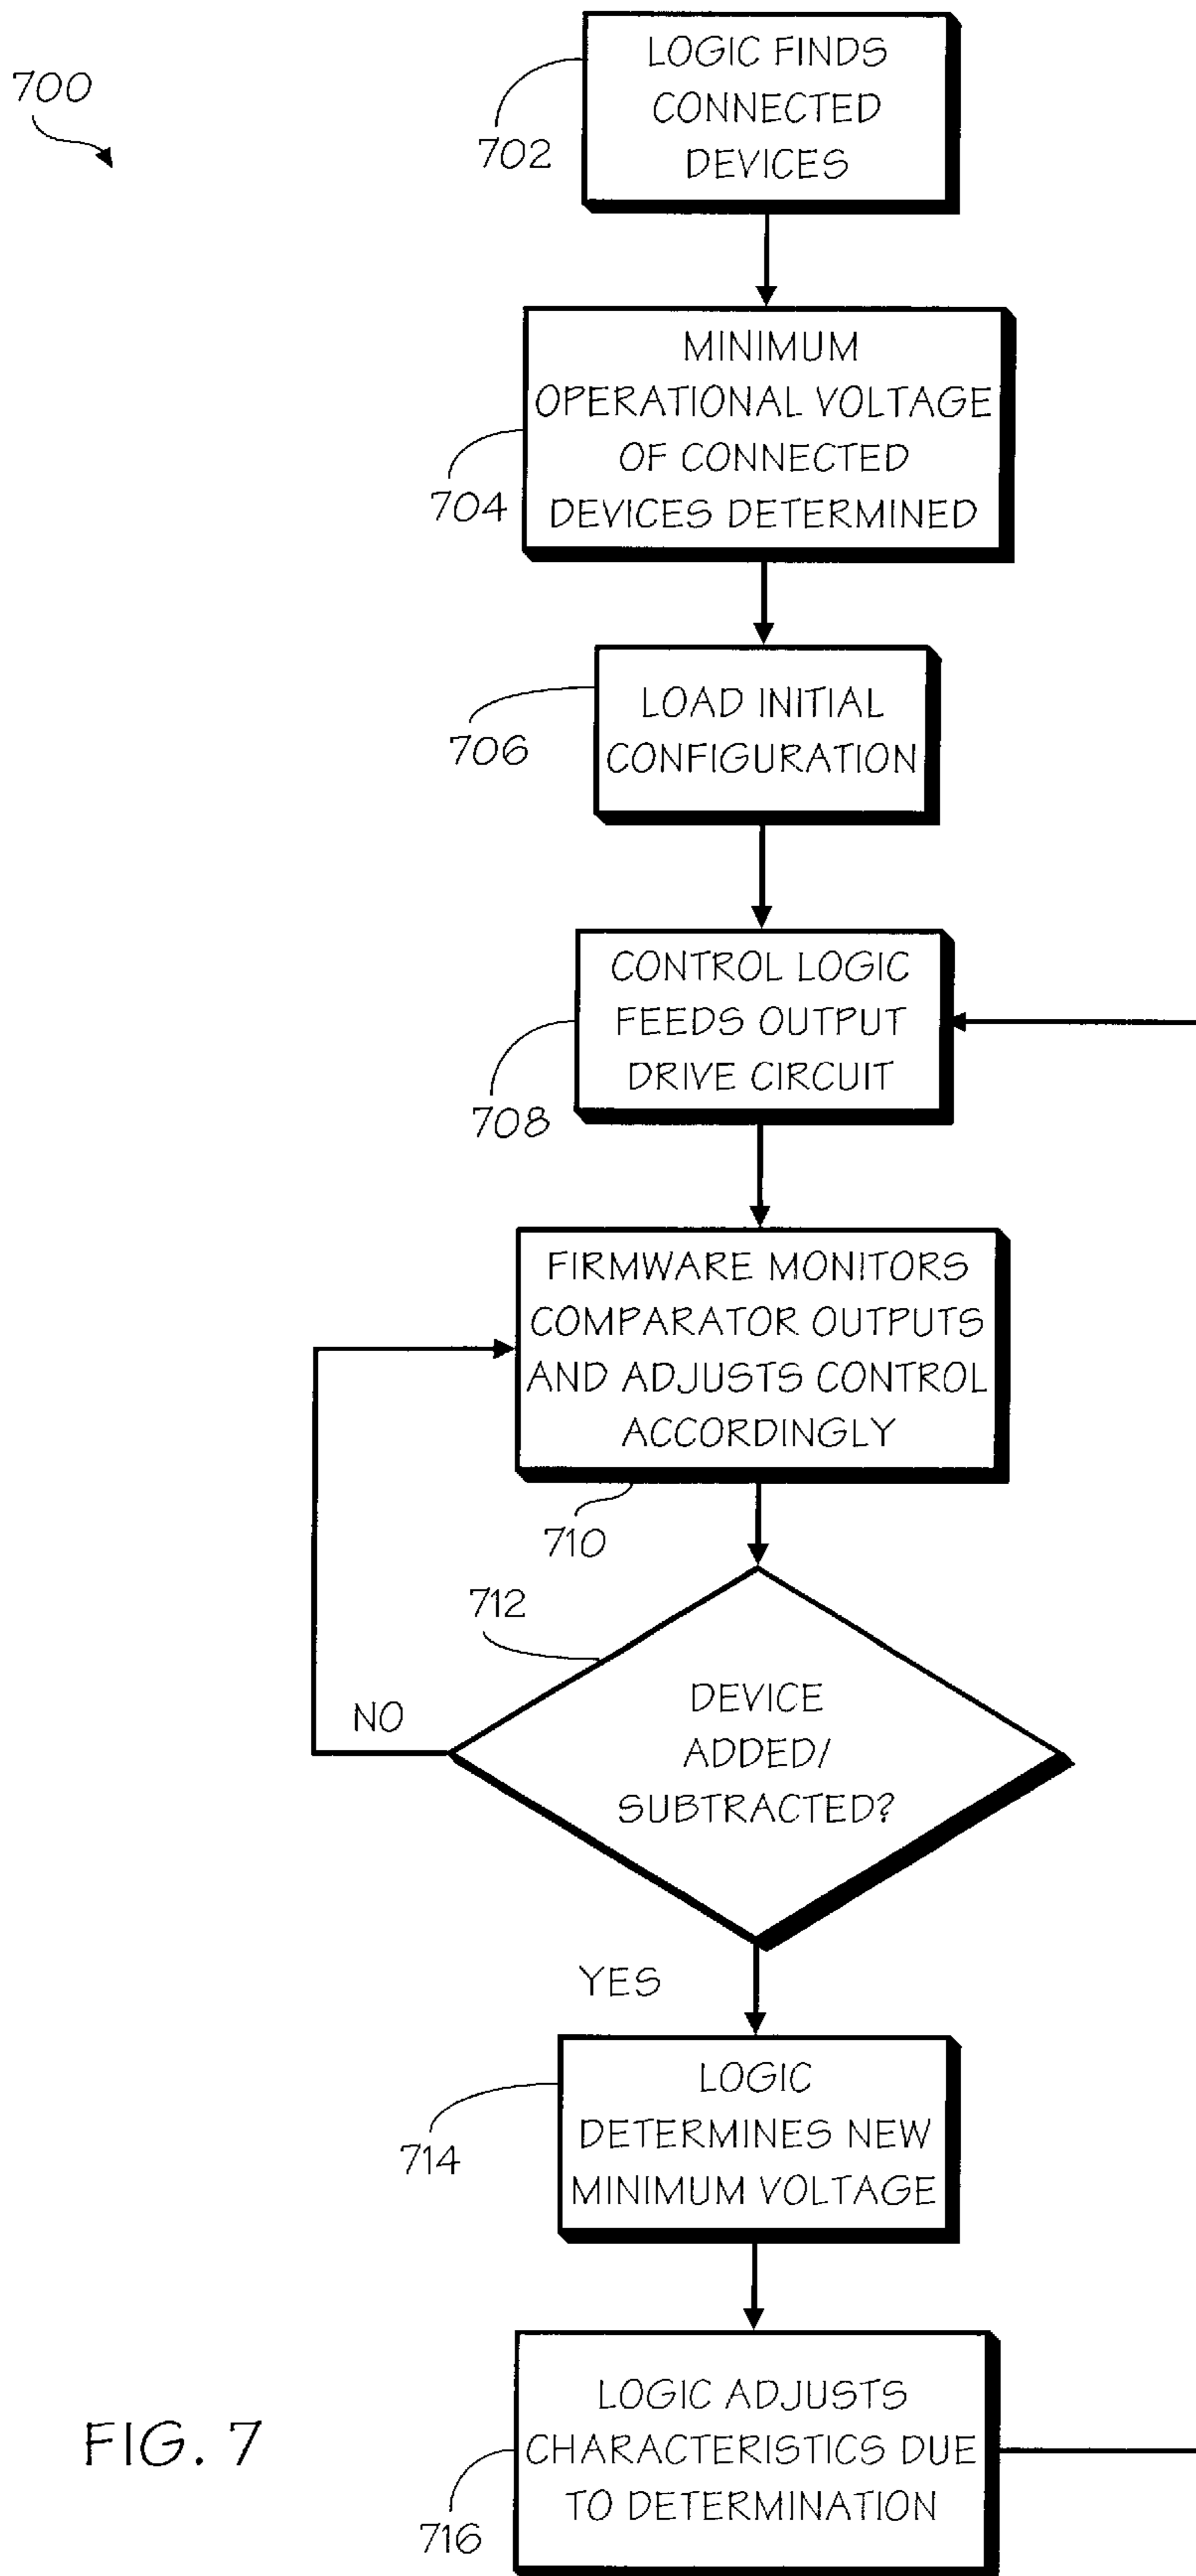 700
LOGIC FINDS
CONNECTED
DEVICES
702
MINIMUM
OPERATIONAL VOLTAGE
OF CONNECTED
DEVICES DETERMINED
704
LOAD INITIAL
CONFIGURATION
706
CONTROL LOGIC
FEEDS OUTPUT
DRIVE CIRCUIT
708
FIRMWARE MONITORS
COMPARATOR OUTPUTS
AND ADJUSTS CONTROL
ACCORDINGLY
710
712
DEVICE
ADDED/
SUBTRACTED?
NO
YES
LOGIC
DETERMINES NEW
MINIMUM VOLTAGE
714
LOGIC ADJUSTS
CHARACTERISTICS DUE
TO DETERMINATION
716
FIG. 7